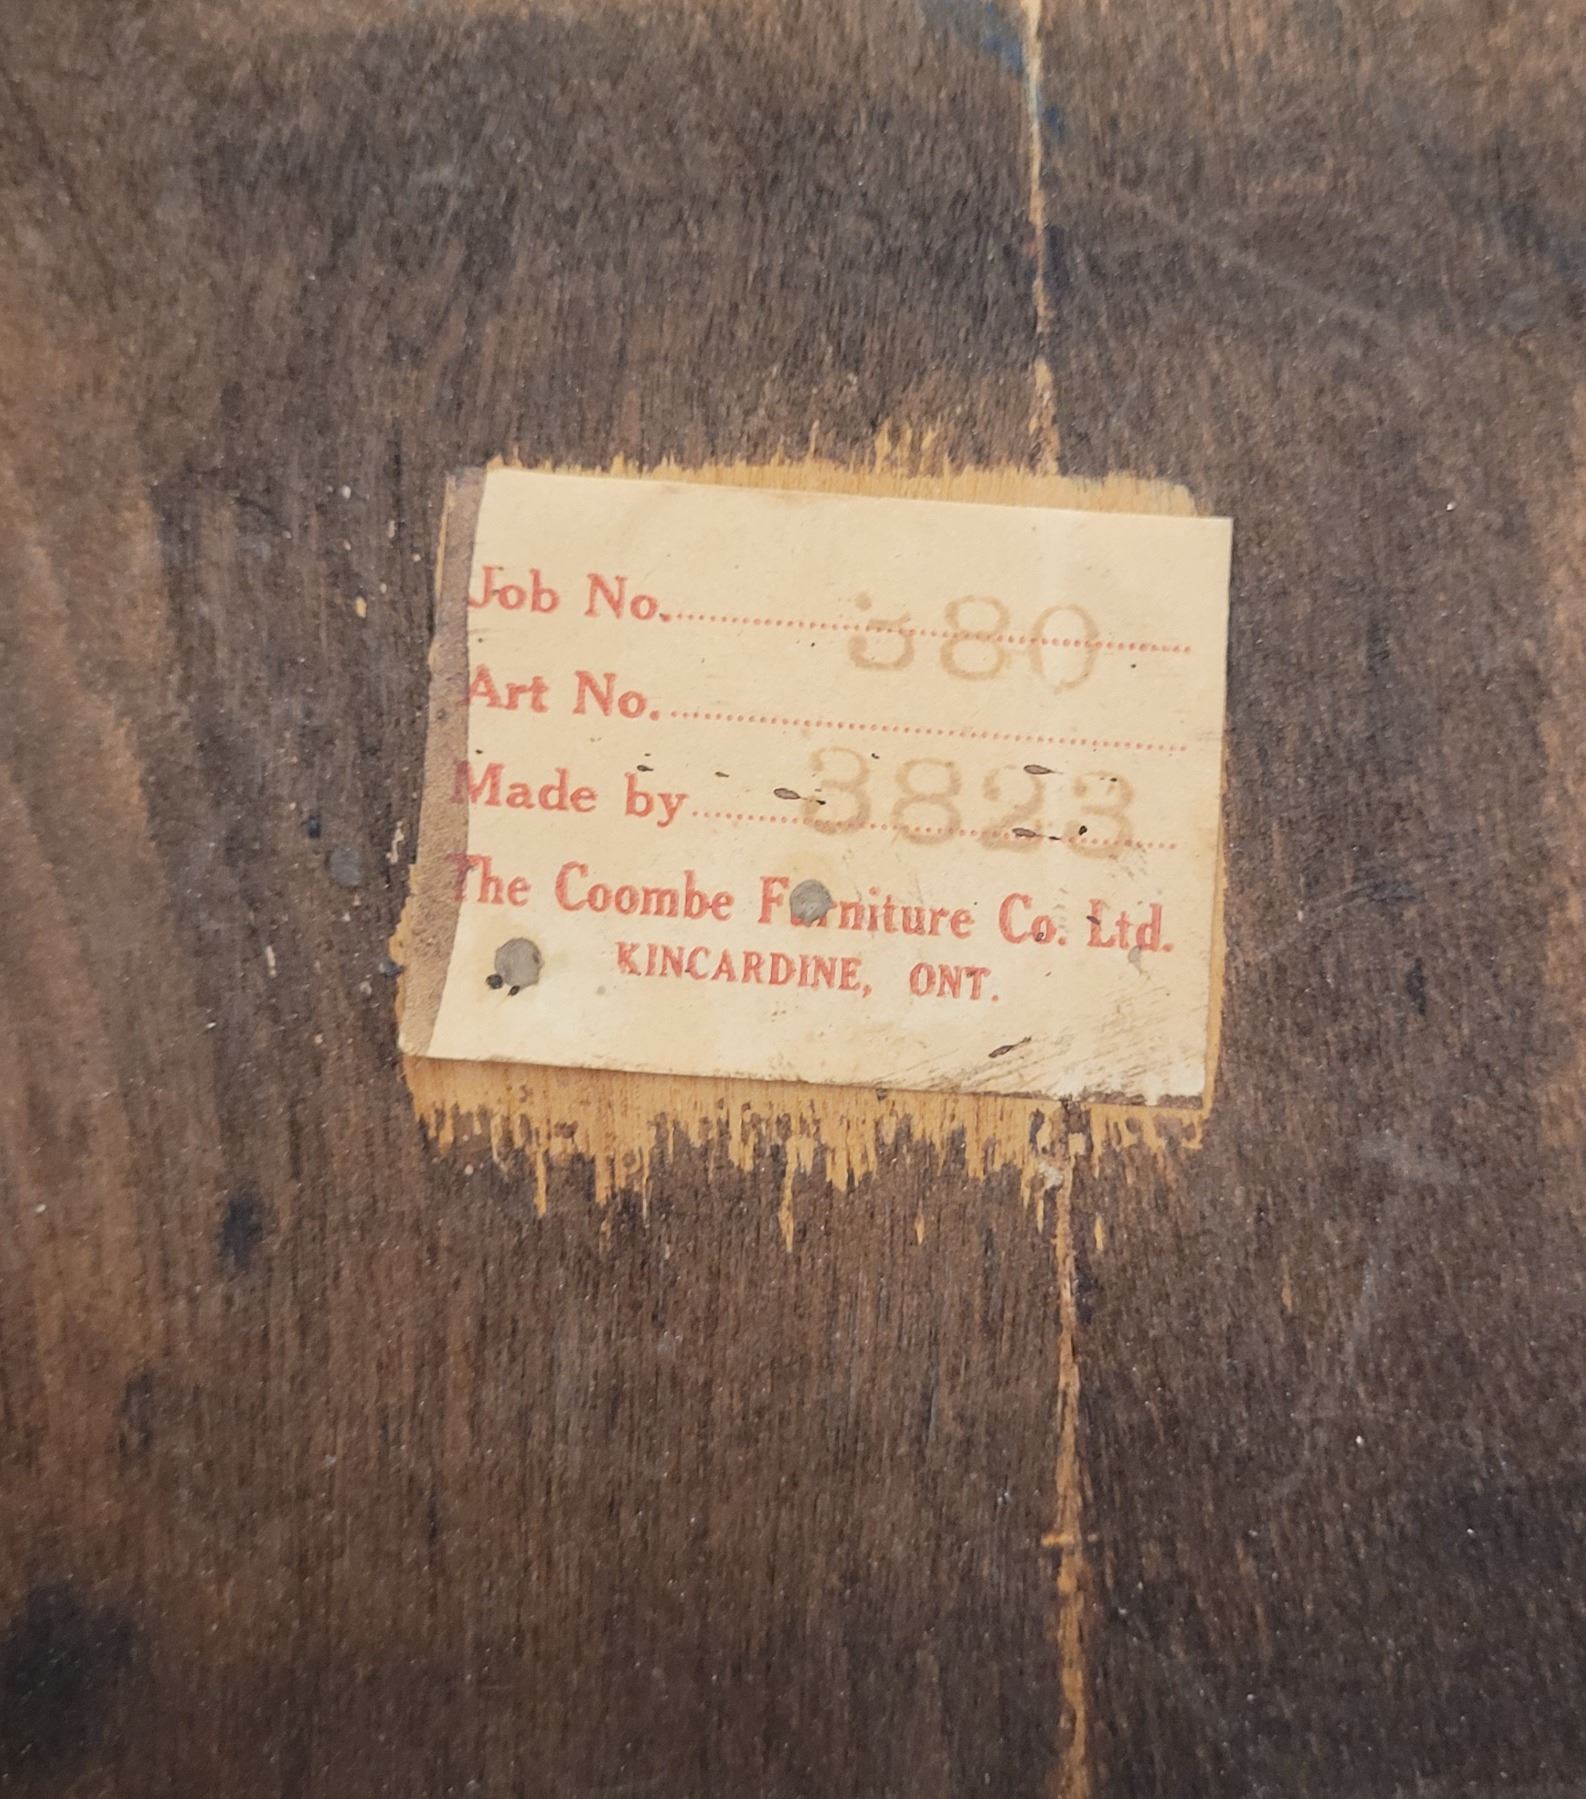 Job No. 380
Art No.
3823
Made by
The Coombe Furniture Co. Ltd.
KINCARDINE, ONT.